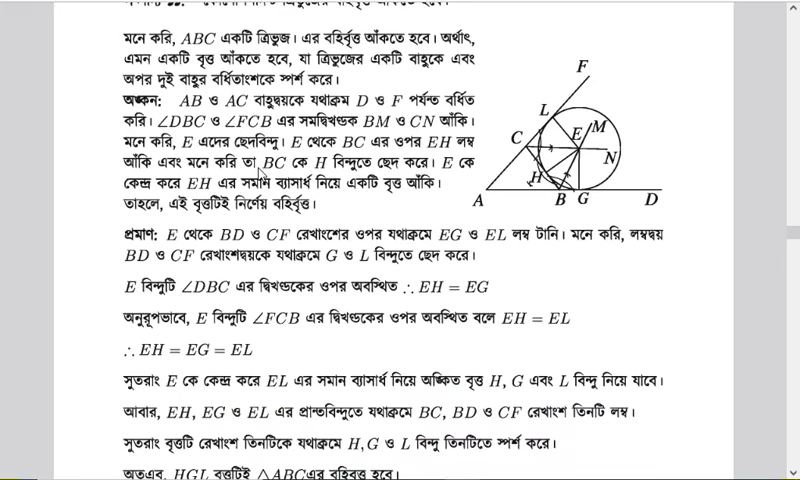 মনে করি, ABC একটি ত্রিভুজ। এর বহির্বৃত্ত আঁকতে হবে। অর্থাৎ,
এমন একটি বৃত্ত আঁকতে হবে, যা ত্রিভুজের একটি বাহুকে এবং
অপর দুই বাহুর বর্ধিতাংশকে স্পর্শ করে।
অঙ্কন: AB ও AC বাহুদ্বয়কে যথাক্রম D ও F পর্যন্ত বর্ধিত
করি। ∠DBC ও ∠FCB এর সমদ্বিখণ্ডক BM ও CN আঁকি।
মনে করি, E এদের ছেদবিন্দু। E থেকে BC এর ওপর EH লম্ব
আঁকি এবং মনে করি তা BC কে H বিন্দুতে ছেদ করে। E কে
কেন্দ্র করে EH এর সমান ব্যাসার্ধ নিয়ে একটি বৃত্ত আঁকি।
তাহলে, এই বৃত্তটিই নির্ণেয় বহির্বৃত্ত।
F
L
E
M
C
N
H
A
B
G
D
প্রমাণ: E থেকে BD ও CF রেখাংশের ওপর যথাক্রমে EG ও EL লম্ব টানি। মনে করি, লম্বদ্বয়
BD ও CF রেখাংশদ্বয়কে যথাক্রমে G ও L বিন্দুতে ছেদ করে।
E বিন্দুটি ∠DBC এর দ্বিখণ্ডকের ওপর অবস্থিত ∴ EH = EG
অনুরূপভাবে, E বিন্দুটি ∠FCB এর দ্বিখণ্ডকের ওপর অবস্থিত বলে EH = EL
∴ EH = EG = EL
সুতরাং E কে কেন্দ্র করে EL এর সমান ব্যাসার্ধ নিয়ে অঙ্কিত বৃত্ত H, G এবং L বিন্দু নিয়ে যাবে।
আবার, EH, EG ও EL এর প্রান্তবিন্দুতে যথাক্রমে BC, BD ও CF রেখাংশ তিনটি লম্ব।
সুতরাং বৃত্তটি রেখাংশ তিনটিকে যথাক্রমে H, G ও L বিন্দু তিনটিতে স্পর্শ করে।
অতএব, HGL বৃত্তটিই △ABCএর বহির্বৃত্ত হবে।